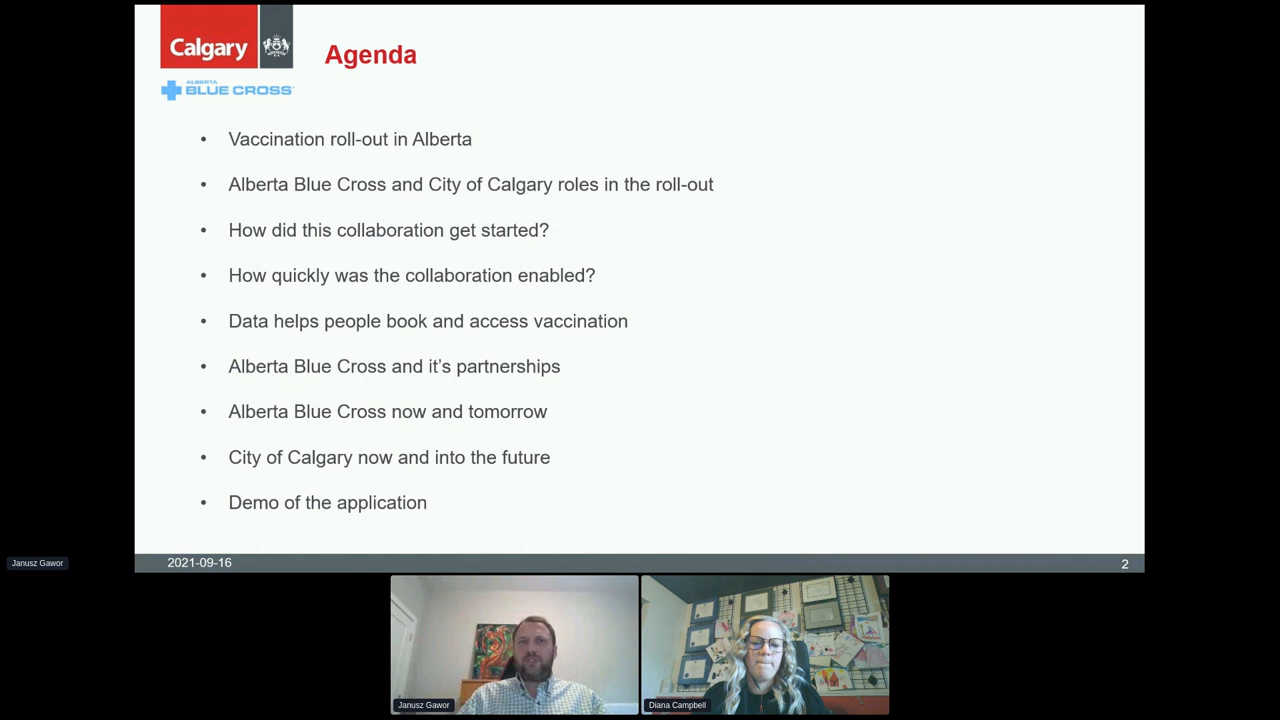 Calgary
Agenda
ALBERTA
BLUE CROSS
• Vaccination roll-out in Alberta
• Alberta Blue Cross and City of Calgary roles in the roll-out
• How did this collaboration get started?
• How quickly was the collaboration enabled?
• Data helps people book and access vaccination
• Alberta Blue Cross and it’s partnerships
• Alberta Blue Cross now and tomorrow
• City of Calgary now and into the future
• Demo of the application
2021-09-16
2
Janusz Gawor
Janusz Gawor
Diana Campbell